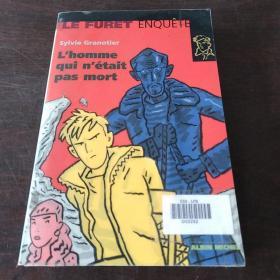 LE FURET ENQUÊTE
Sylvie Granotier
L'homme
qui n'était
pas mort
ALBIN MICHEL